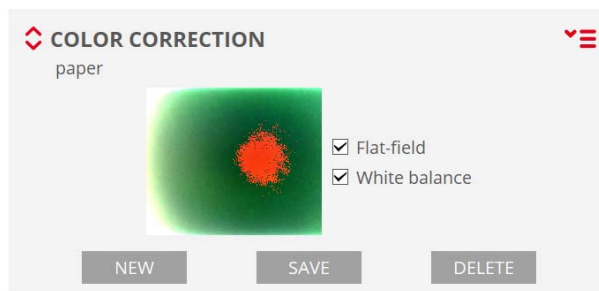 COLOR CORRECTION
paper
Flat-field
White balance
NEW SAVE DELETE